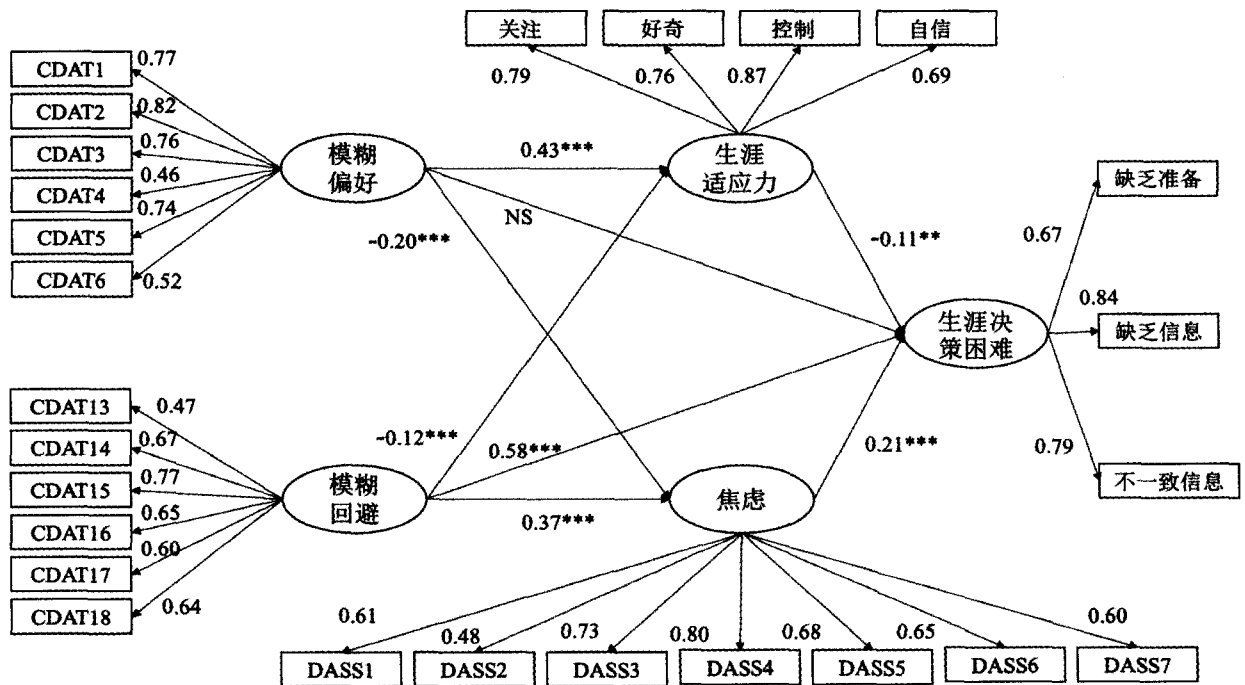 关注
好奇
控制
自信
0.79
0.76
0.87
0.69
CDAT1
0.77
CDAT2
0.82
CDAT3
0.76
CDAT4
0.46
CDAT5
0.74
CDAT6
0.52
模糊
偏好
0.43***
生涯
适应力
NS
-0.20***
-0.11**
缺乏准备
0.67
0.84
缺乏信息
生涯决
策困难
0.79
不一致信息
CDAT13
0.47
CDAT14
0.67
CDAT15
0.77
CDAT16
0.65
CDAT17
0.60
CDAT18
0.64
模糊
回避
-0.12***
0.58***
0.21***
0.37***
焦虑
0.61
0.48
0.73
0.80
0.68
0.65
0.60
DASS1
DASS2
DASS3
DASS4
DASS5
DASS6
DASS7